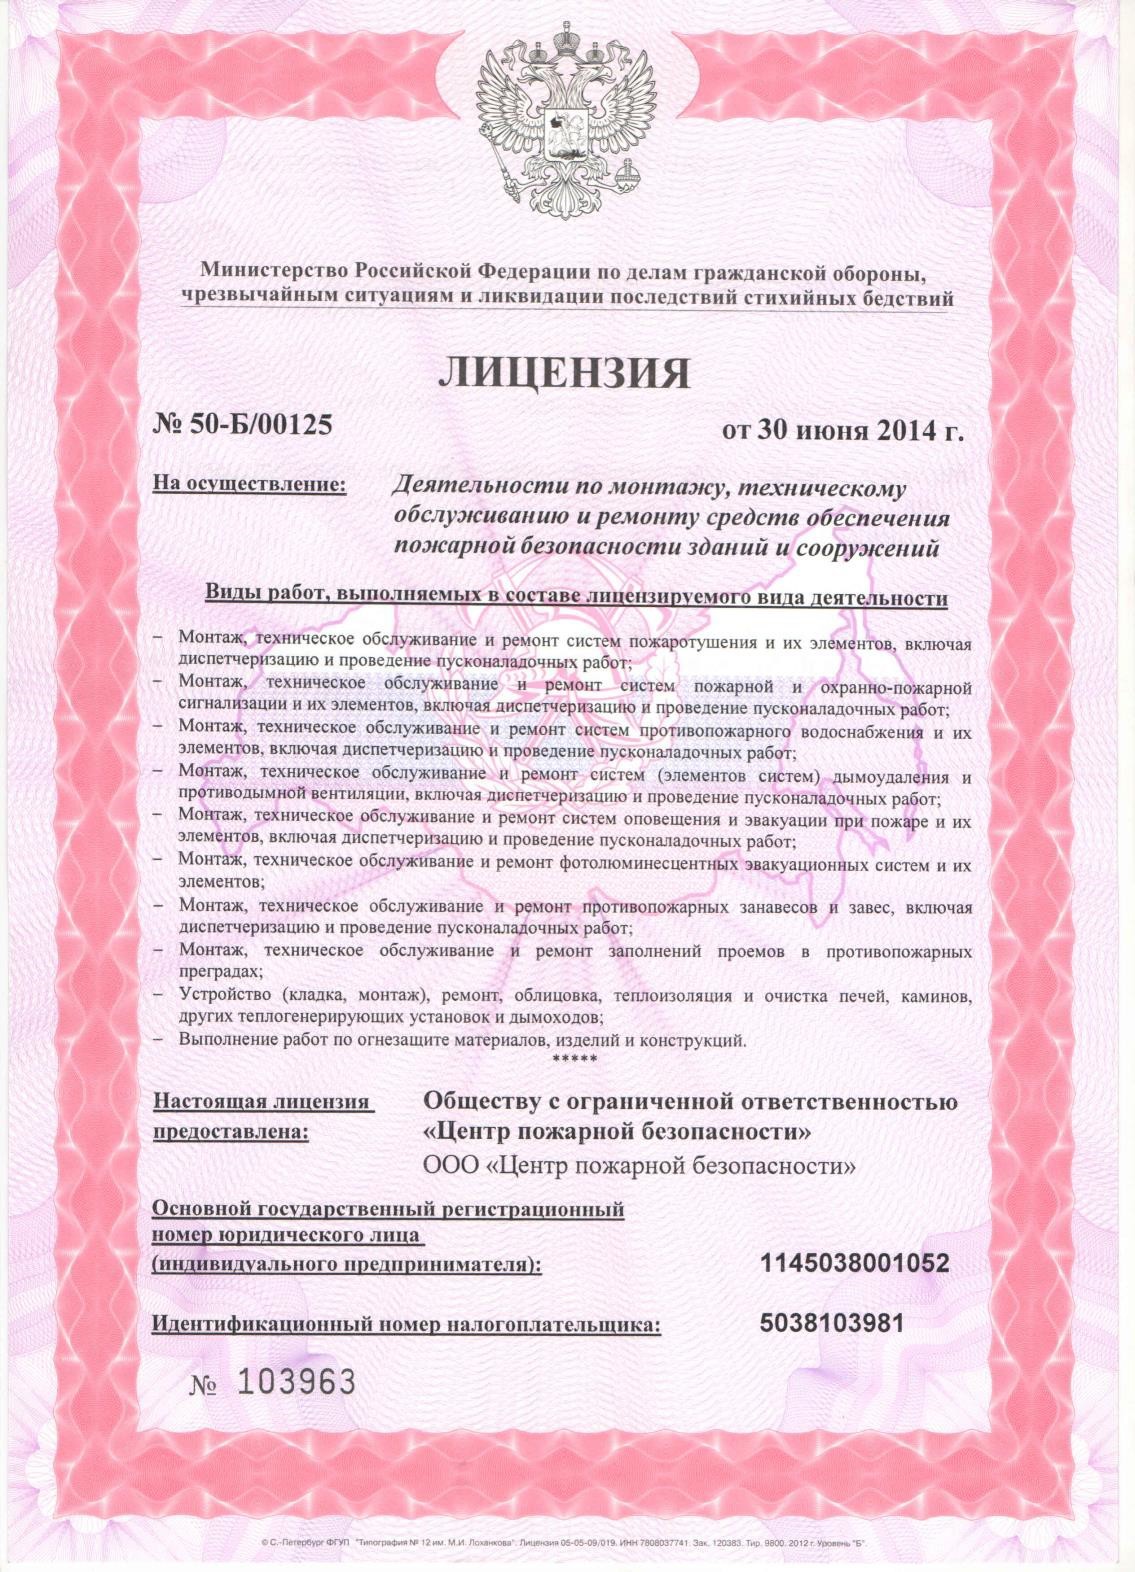 Министерство Российской Федерации по делам гражданской обороны,
чрезвычайным ситуациям и ликвидации последствий стихийных бедствий
ЛИЦЕНЗИЯ
№ 50-Б/00125 от 30 июня 2014 г.
На осуществление: Деятельности по монтажу, техническому
обслуживанию и ремонту средств обеспечения
пожарной безопасности зданий и сооружений
Виды работ, выполняемых в составе лицензируемого вида деятельности
– Монтаж, техническое обслуживание и ремонт систем пожаротушения и их элементов, включая
диспетчеризацию и проведение пусконаладочных работ;
– Монтаж, техническое обслуживание и ремонт систем пожарной и охранно-пожарной
сигнализации и их элементов, включая диспетчеризацию и проведение пусконаладочных работ;
– Монтаж, техническое обслуживание и ремонт систем противопожарного водоснабжения и их
элементов, включая диспетчеризацию и проведение пусконаладочных работ;
– Монтаж, техническое обслуживание и ремонт систем (элементов систем) дымоудаления и
противодымной вентиляции, включая диспетчеризацию и проведение пусконаладочных работ;
– Монтаж, техническое обслуживание и ремонт систем оповещения и эвакуации при пожаре и их
элементов, включая диспетчеризацию и проведение пусконаладочных работ;
– Монтаж, техническое обслуживание и ремонт фотолюминесцентных эвакуационных систем и их
элементов;
– Монтаж, техническое обслуживание и ремонт противопожарных занавесов и завес, включая
диспетчеризацию и проведение пусконаладочных работ;
– Монтаж, техническое обслуживание и ремонт заполнений проемов в противопожарных
преградах;
– Устройство (кладка, монтаж), ремонт, облицовка, теплоизоляция и очистка печей, каминов,
других теплогенерирующих установок и дымоходов;
– Выполнение работ по огнезащите материалов, изделий и конструкций.
*****
Настоящая лицензия Обществу с ограниченной ответственностью
предоставлена: «Центр пожарной безопасности»
ООО «Центр пожарной безопасности»
Основной государственный регистрационный
номер юридического лица
(индивидуального предпринимателя): 1145038001052
Идентификационный номер налогоплательщика: 5038103981
№ 103963
© С.-Петербург ФГУП "Типография № 12 им. М.И. Лоханкова". Лицензия 05-05-09/019. ИНН 7808037741. Зак. 120383. Тир. 9800. 2012 г. Уровень "Б".